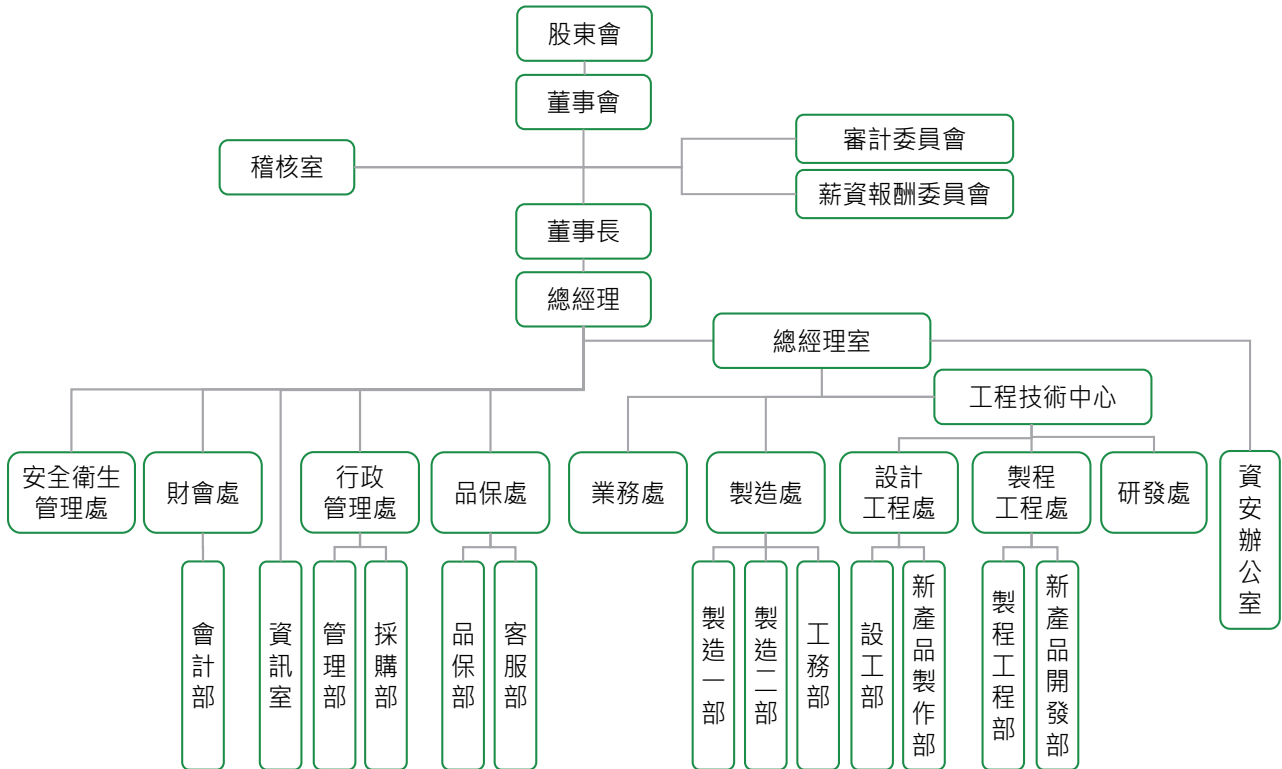 股東會
董事會
審計委員會
稽核室
薪資報酬委員會
董事長
總經理
總經理室
工程技術中心
安全衛生
管理處
財會處
行政
管理處
品保處
業務處
製造處
設計
工程處
製程
工程處
研發處
資安辦公室
會計部
資訊室
管理部
採購部
品保部
客服部
製造一部
製造二部
工務部
設工部
新產品製作部
製程工程部
新產品開發部